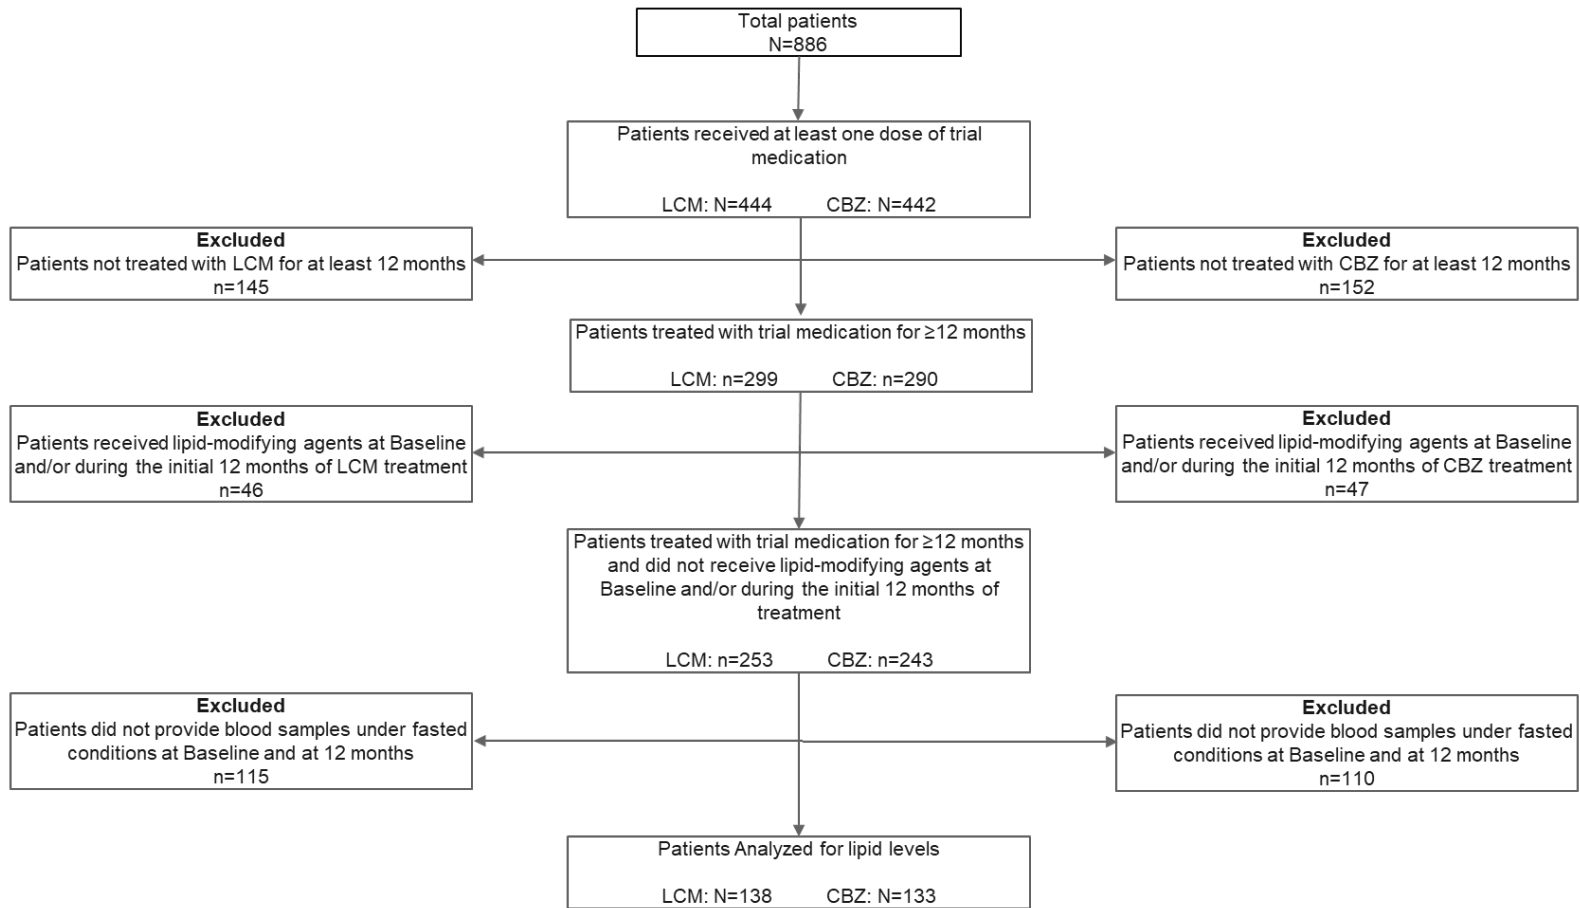 Total patients
N=886
Patients received at least one dose of trial
medication
LCM: N=444 CBZ: N=442
Excluded
Patients not treated with LCM for at least 12 months
n=145
Excluded
Patients not treated with CBZ for at least 12 months
n=152
Patients treated with trial medication for ≥12 months
LCM: n=299 CBZ: n=290
Excluded
Patients received lipid-modifying agents at Baseline
and/or during the initial 12 months of LCM treatment
n=46
Excluded
Patients received lipid-modifying agents at Baseline
and/or during the initial 12 months of CBZ treatment
n=47
Patients treated with trial medication for ≥12 months
and did not receive lipid-modifying agents at
Baseline and/or during the initial 12 months of
treatment
LCM: n=253 CBZ: n=243
Excluded
Patients did not provide blood samples under fasted
conditions at Baseline and at 12 months
n=115
Excluded
Patients did not provide blood samples under fasted
conditions at Baseline and at 12 months
n=110
Patients Analyzed for lipid levels
LCM: N=138 CBZ: N=133